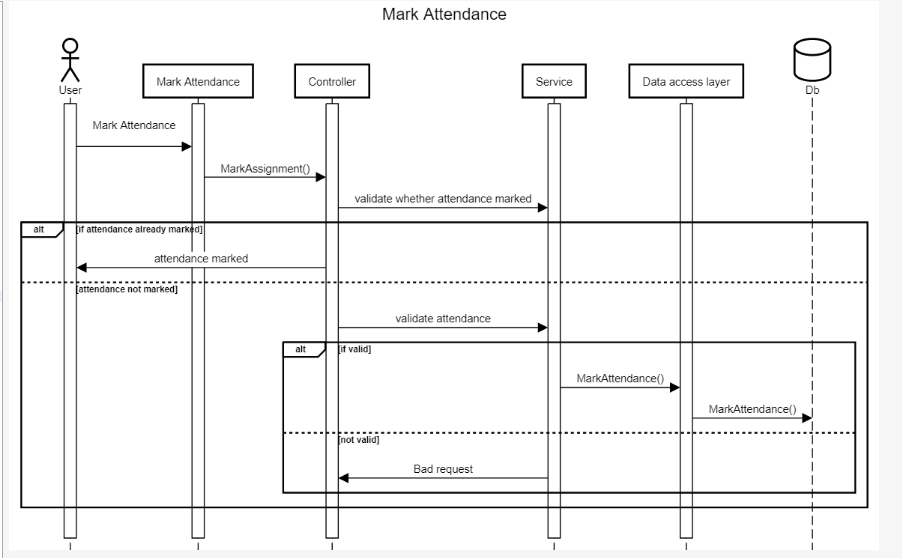 Mark Attendance
User
Mark Attendance
Controller
Service
Data access layer
Db
Mark Attendance
MarkAssignment()
validate whether attendance marked
alt
[if attendance already marked]
attendance marked
[attendance not marked]
validate attendance
alt
[if valid]
MarkAttendance()
MarkAttendance()
[not valid]
Bad request